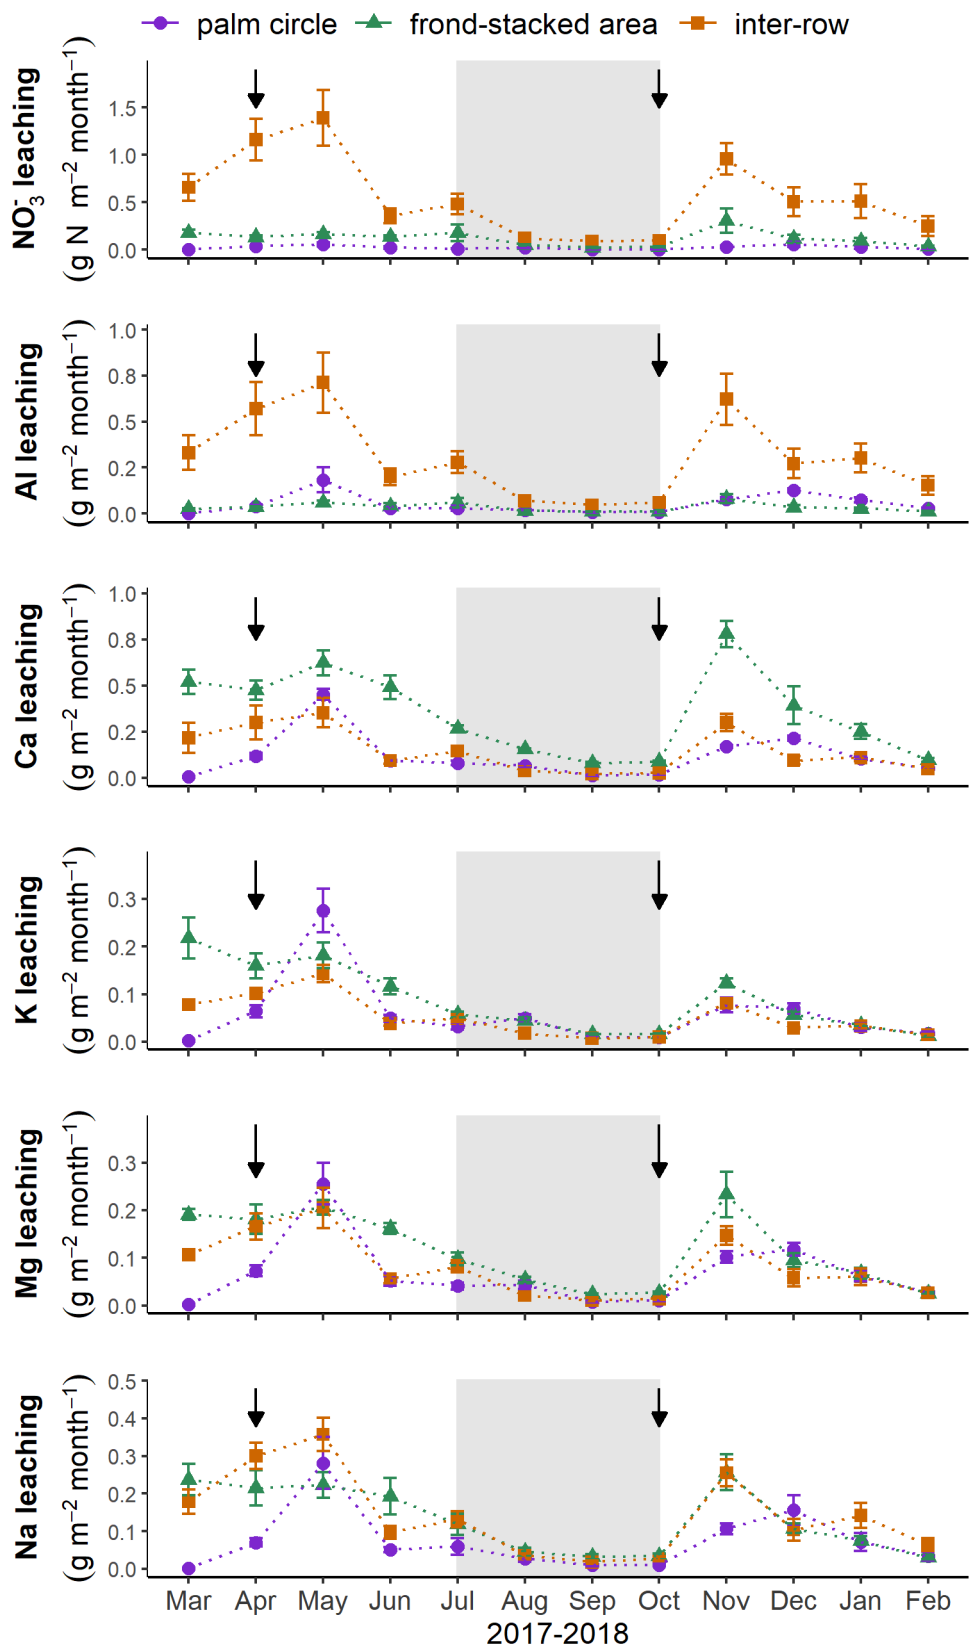 palm circle frond-stacked area inter-row
NO₃⁻ leaching
(g N m⁻² month⁻¹)
1.5
1.0
0.5
0.0
Al leaching
(g m⁻² month⁻¹)
1.0
0.8
0.5
0.2
0.0
Ca leaching
(g m⁻² month⁻¹)
1.0
0.8
0.5
0.2
0.0
K leaching
(g m⁻² month⁻¹)
0.3
0.2
0.1
0.0
Mg leaching
(g m⁻² month⁻¹)
0.3
0.2
0.1
0.0
Na leaching
(g m⁻² month⁻¹)
0.5
0.4
0.3
0.2
0.1
0.0
Mar Apr May Jun Jul Aug Sep Oct Nov Dec Jan Feb
2017-2018